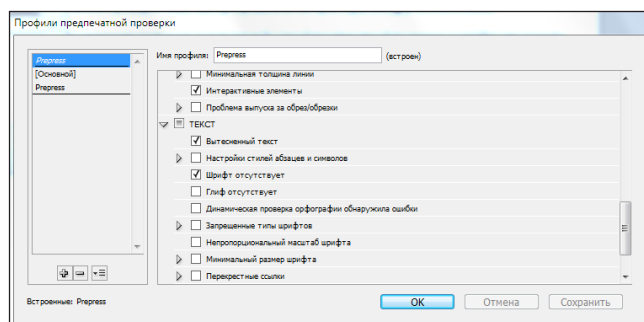 Профили предпечатной проверки
Prepress
[Основной]
Prepress
Имя профиля: Prepress (встроен)
Минимальная толщина линии
Интерактивные элементы
Проблема выпуска за обрез/обрезки
ТЕКСТ
Вытесненный текст
Настройки стилей абзацев и символов
Шрифт отсутствует
Глиф отсутствует
Динамическая проверка орфографии обнаружила ошибки
Запрещенные типы шрифтов
Непропорциональный масштаб шрифта
Минимальный размер шрифта
Перекрестные ссылки
Встроенные: Prepress
ОК Отмена Сохранить